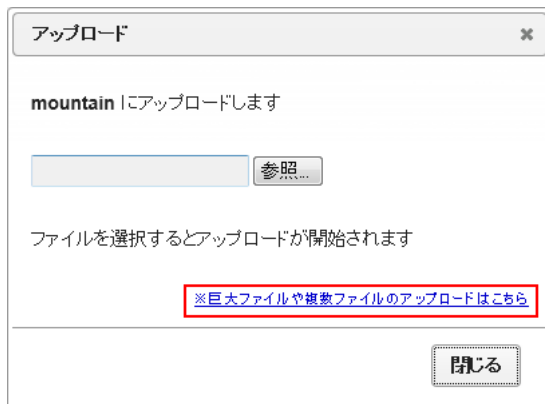 アップロード
mountain にアップロードします
参照...
ファイルを選択するとアップロードが開始されます
※巨大ファイルや複数ファイルのアップロードはこちら
閉じる